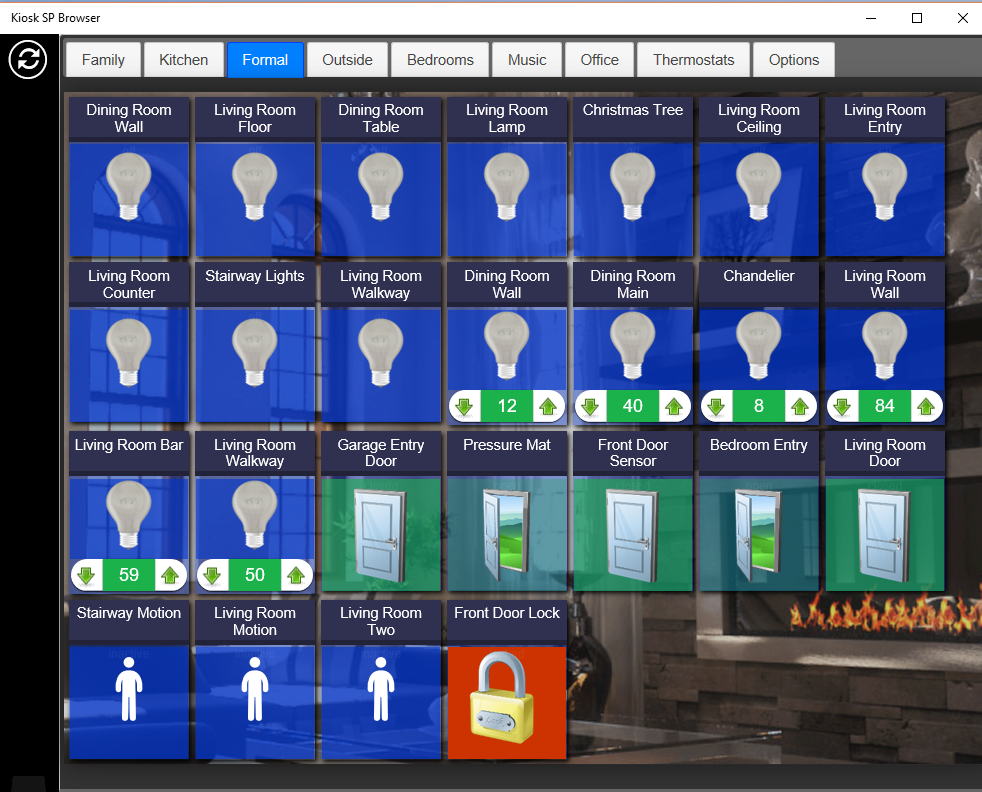 Kiosk SP Browser
Family Kitchen Formal Outside Bedrooms Music Office Thermostats Options
Dining Room Wall
Living Room Floor
Dining Room Table
Living Room Lamp
Christmas Tree
Living Room Ceiling
Living Room Entry
Living Room Counter
Stairway Lights
Living Room Walkway
Dining Room Wall
12
Dining Room Main
40
Chandelier
8
Living Room Wall
84
Living Room Bar
59
Living Room Walkway
50
Garage Entry Door
Pressure Mat
Front Door Sensor
Bedroom Entry
Living Room Door
Stairway Motion
Living Room Motion
Living Room Two
Front Door Lock